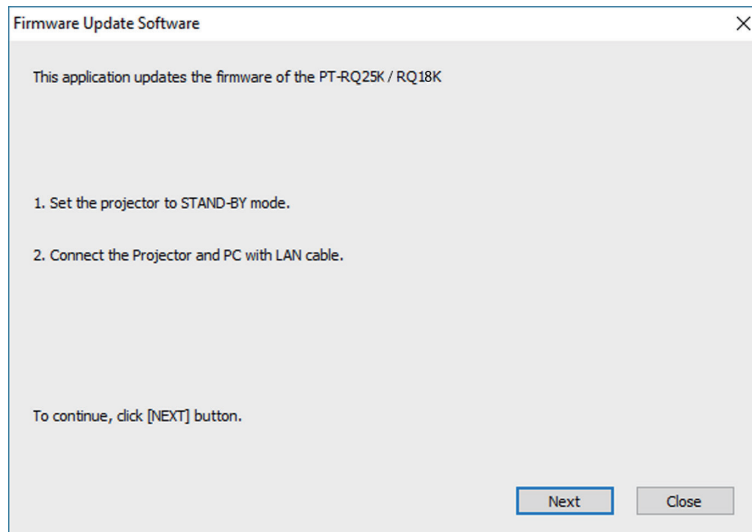 Firmware Update Software
This application updates the firmware of the PT-RQ25K / RQ18K
1. Set the projector to STAND-BY mode.
2. Connect the Projector and PC with LAN cable.
To continue, click [NEXT] button.
Next Close